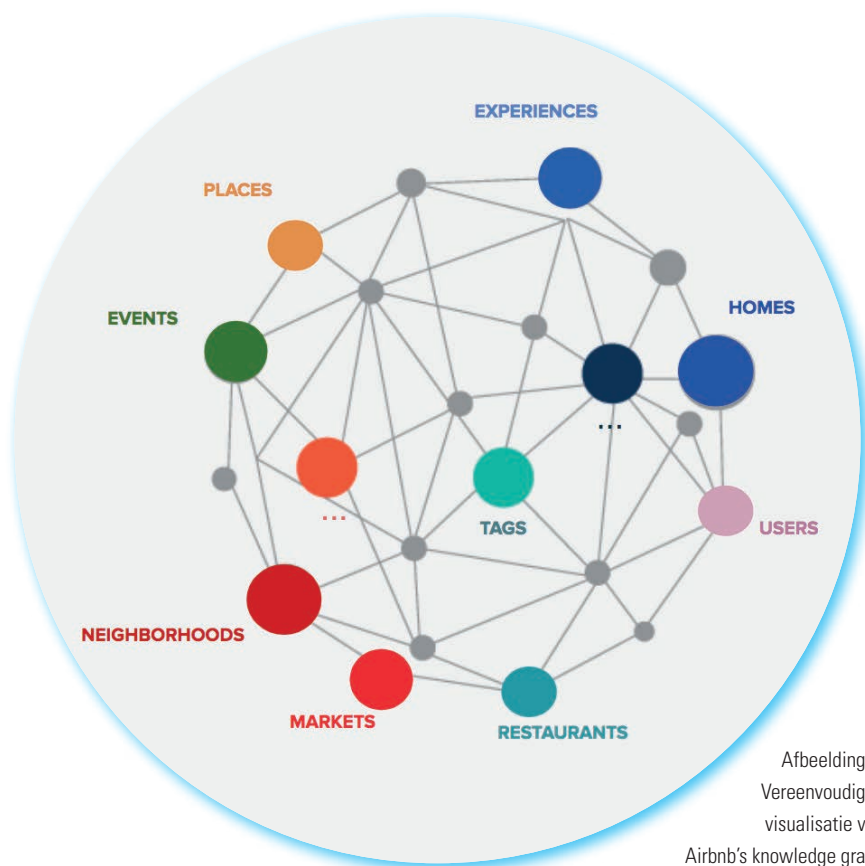 EXPERIENCES
PLACES
EVENTS
HOMES
...
...
TAGS
USERS
NEIGHBORHOODS
MARKETS
RESTAURANTS
Afbeelding
Vereenvoudig
visualisatie v
Airbnb's knowledge gra